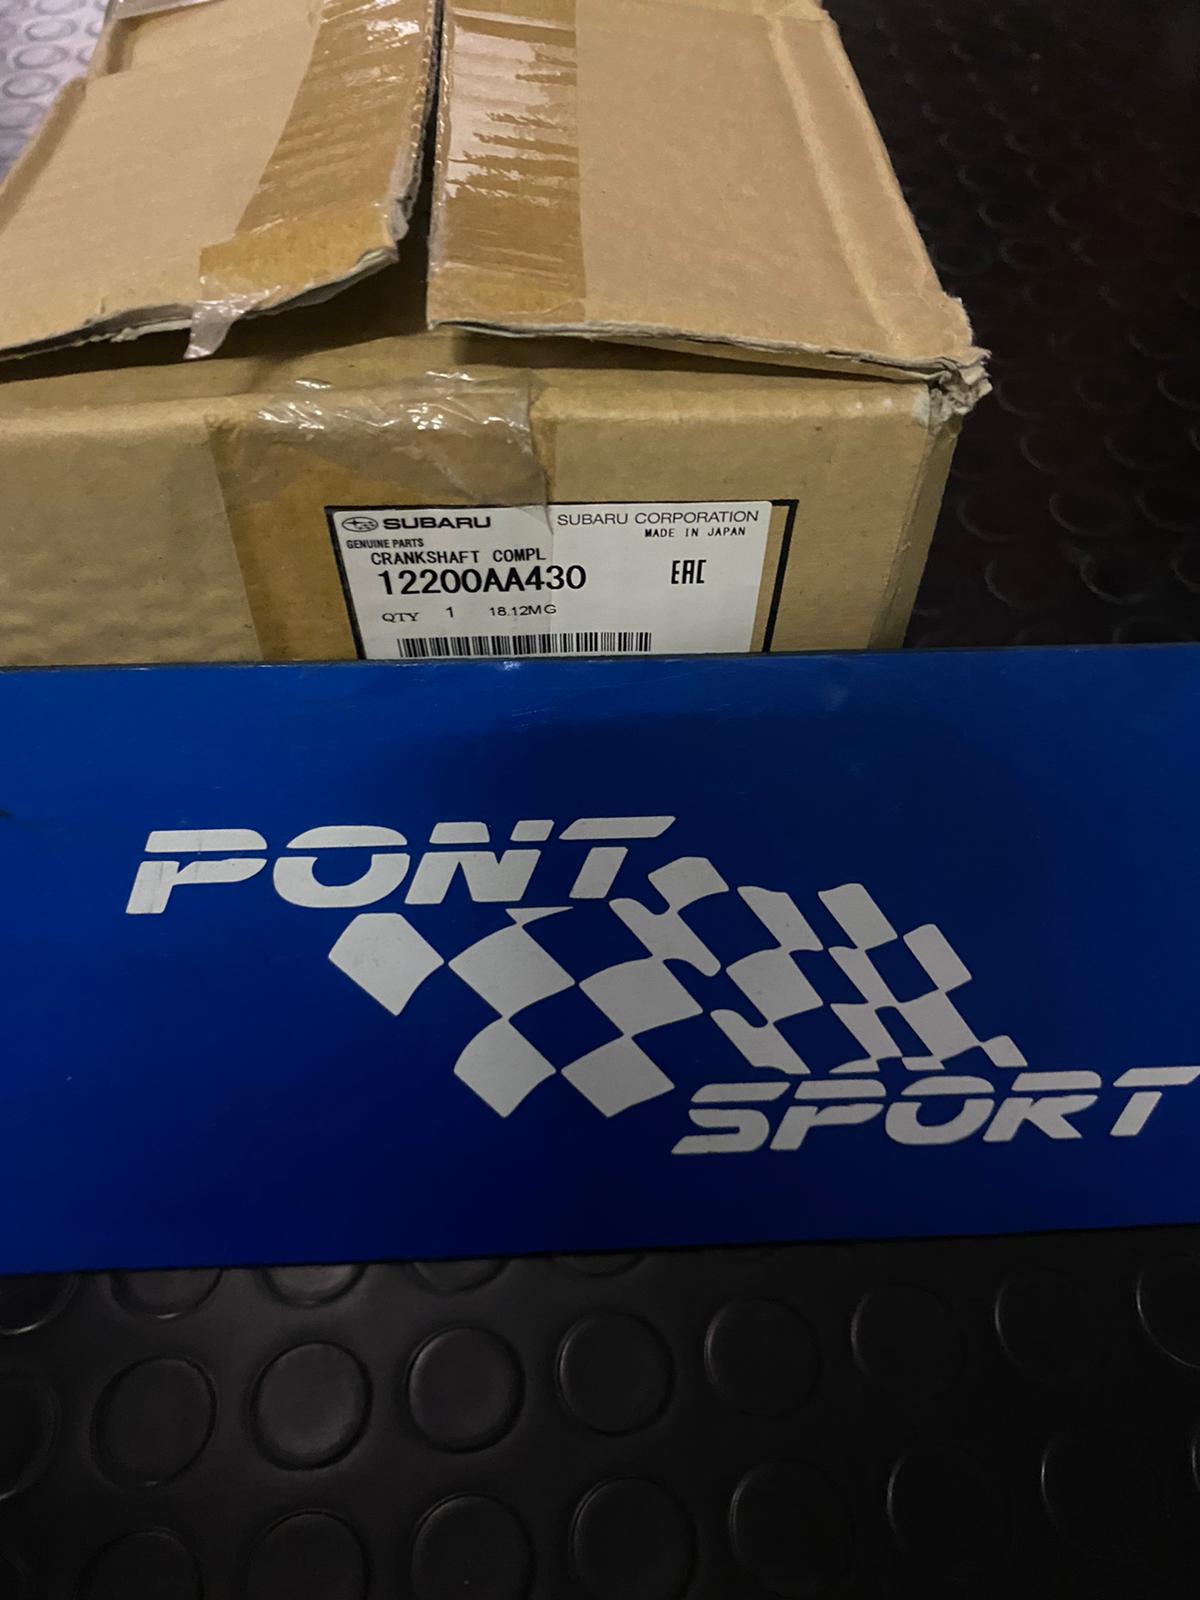 SUBARU SUBARU CORPORATION
GENUINE PARTS MADE IN JAPAN
CRANKSHAFT COMPL
12200AA430 EAC
QTY 1 18.12MG
PONT
SPORT